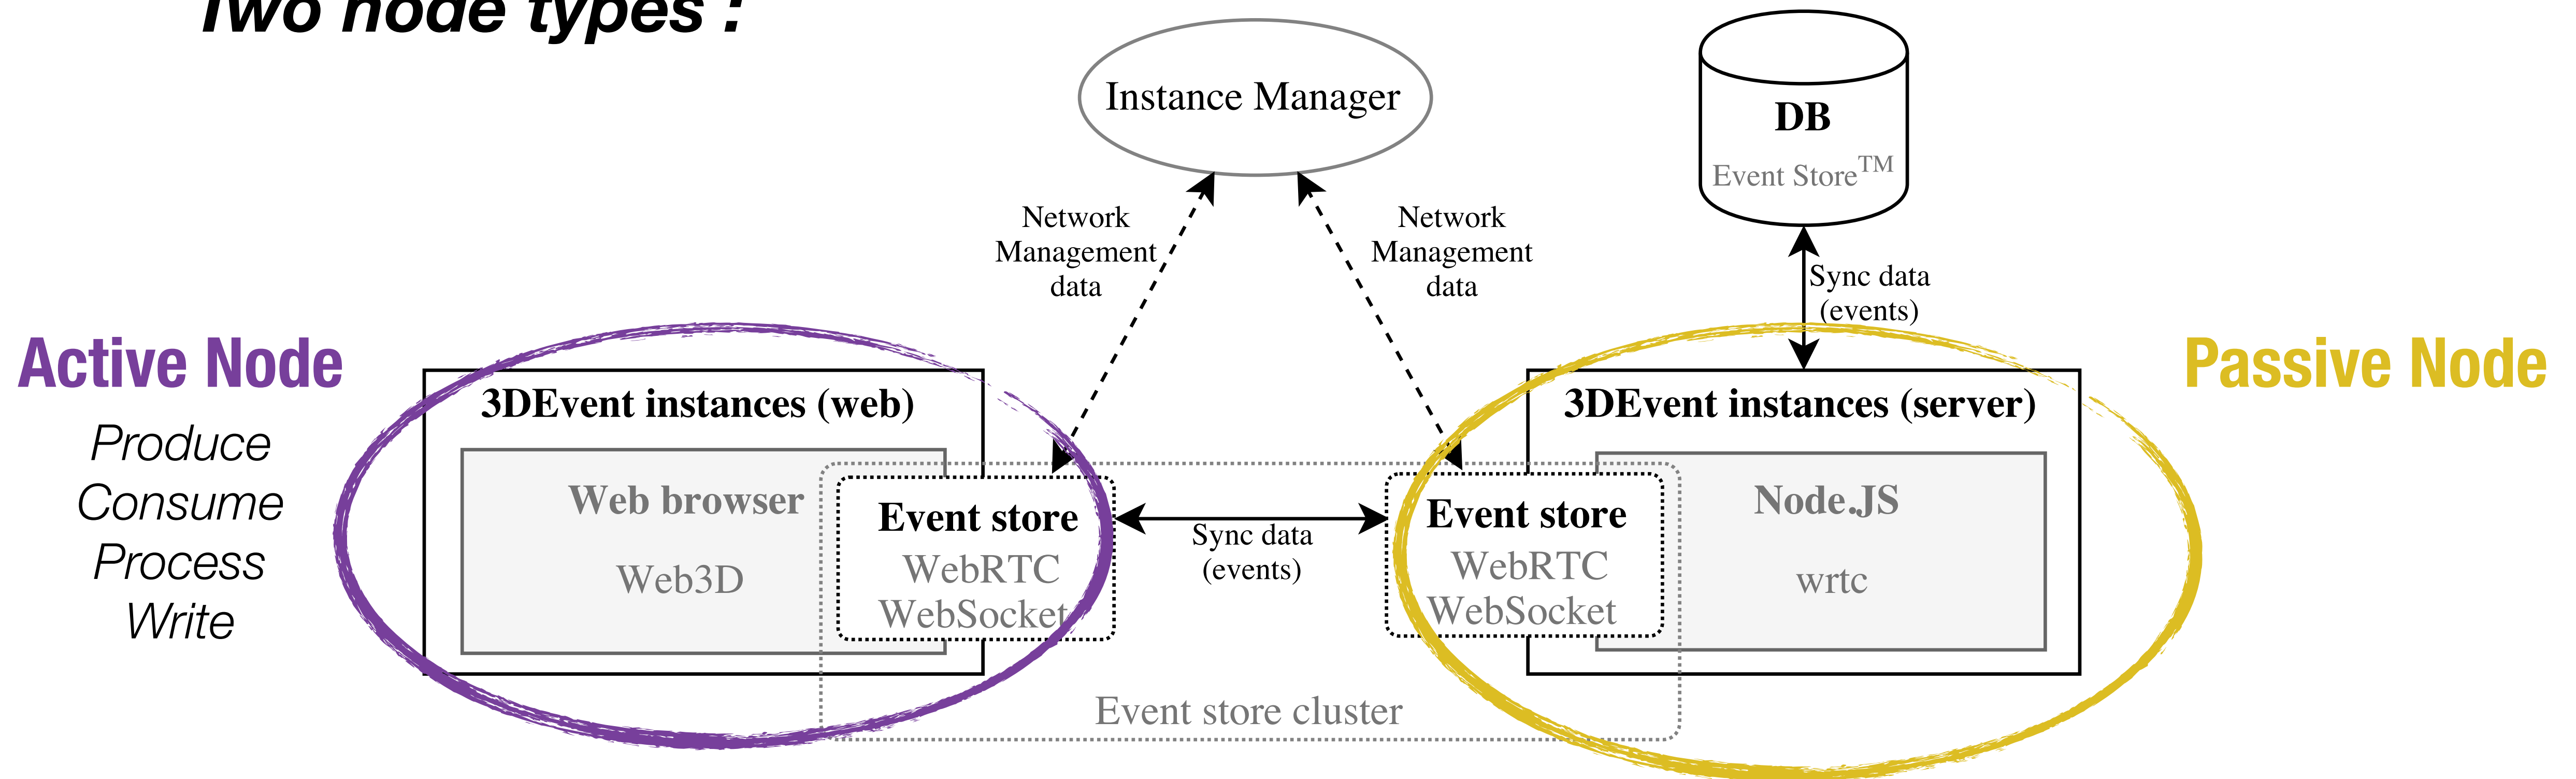 Two node types :
Instance Manager
DB
Event Store™
Network
Management
data
Network
Management
data
Sync data
(events)
Active Node
Produce
Consume
Process
Write
3DEvent instances (web)
Web browser
Web3D
Event store
WebRTC
WebSocket
Sync data
(events)
3DEvent instances (server)
Event store
WebRTC
WebSocket
Node.JS
wrtc
Passive Node
Event store cluster